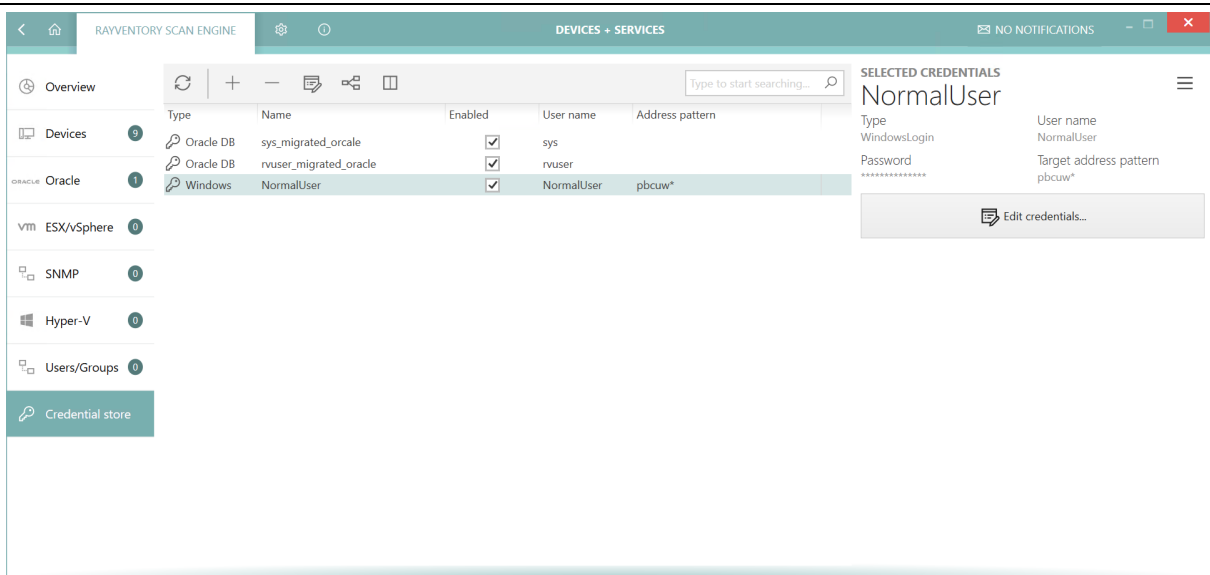 RAYVENTORY SCAN ENGINE
DEVICES + SERVICES
NO NOTIFICATIONS
Overview
Devices 9
ORACLE Oracle 1
vm ESX/vSphere 0
SNMP 0
Hyper-V 0
Users/Groups 0
Credential store
Type to start searching...
Type Name Enabled User name Address pattern
Oracle DB sys_migrated_orcale sys
Oracle DB rvuser_migrated_oracle rvuser
Windows NormalUser NormalUser pbcuw*
SELECTED CREDENTIALS
NormalUser
Type User name
WindowsLogin NormalUser
Password Target address pattern
************** pbcuw*
Edit credentials...